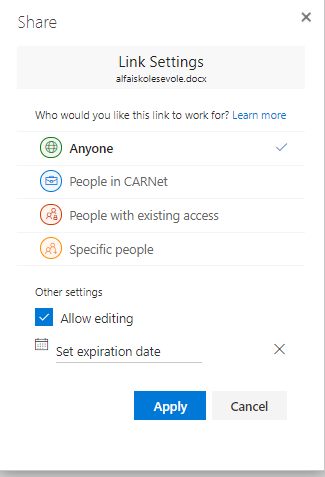 Share
Link Settings
alfaiskolesevole.docx
Who would you like this link to work for? Learn more
Anyone
People in CARNet
People with existing access
Specific people
Other settings
Allow editing
Set expiration date
Apply
Cancel